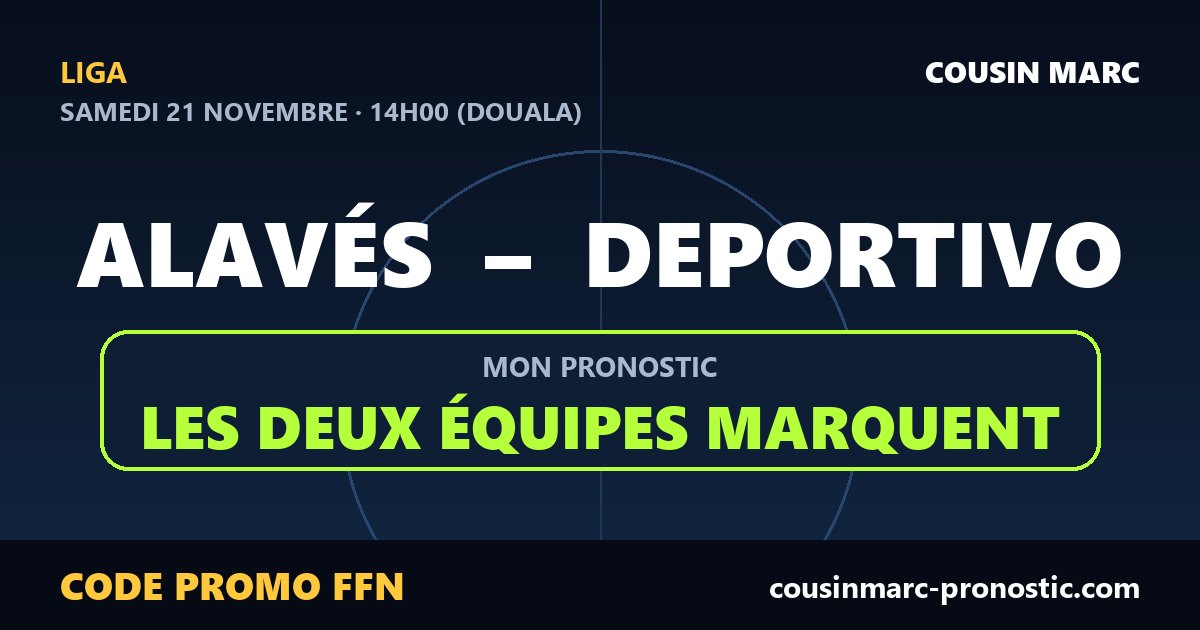 LIGA
COUSIN MARC
SAMEDI 21 NOVEMBRE · 14H00 (DOUALA)
ALAVÉS – DEPORTIVO
MON PRONOSTIC
LES DEUX ÉQUIPES MARQUENT
CODE PROMO FFN
cousinmarc-pronostic.com